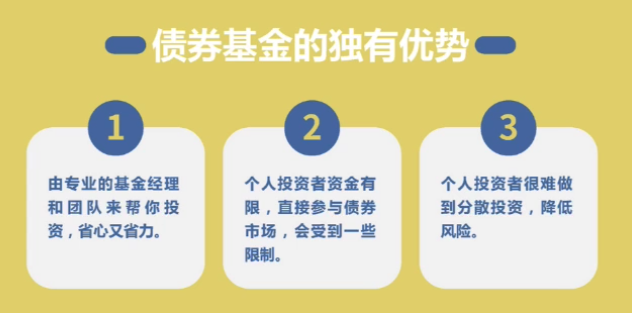 债券基金的独有优势
1
由专业的基金经理
和团队来帮你投
资，省心又省力。
2
个人投资者资金有
限，直接参与债券
市场，会受到一些
限制。
3
个人投资者很难做
到分散投资，降低
风险。